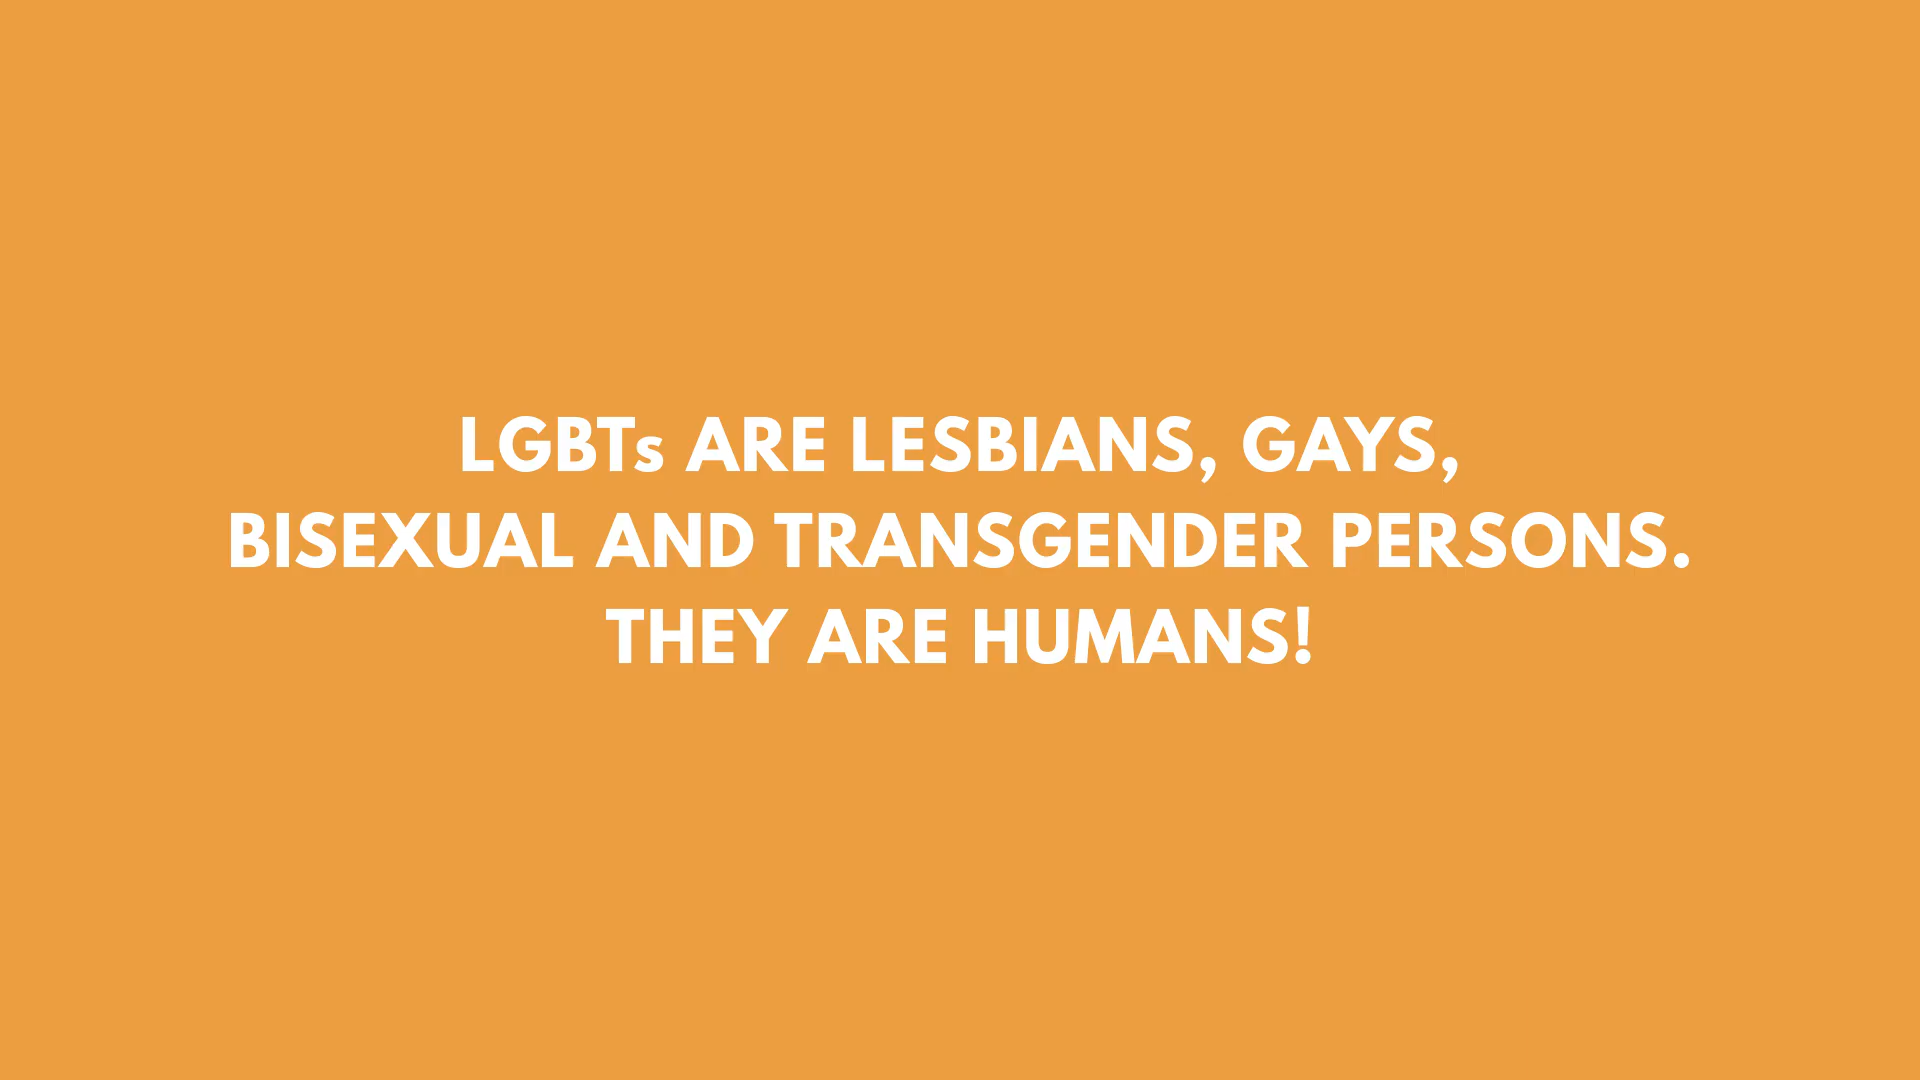 LGBTs ARE LESBIANS, GAYS,
BISEXUAL AND TRANSGENDER PERSONS.
THEY ARE HUMANS!